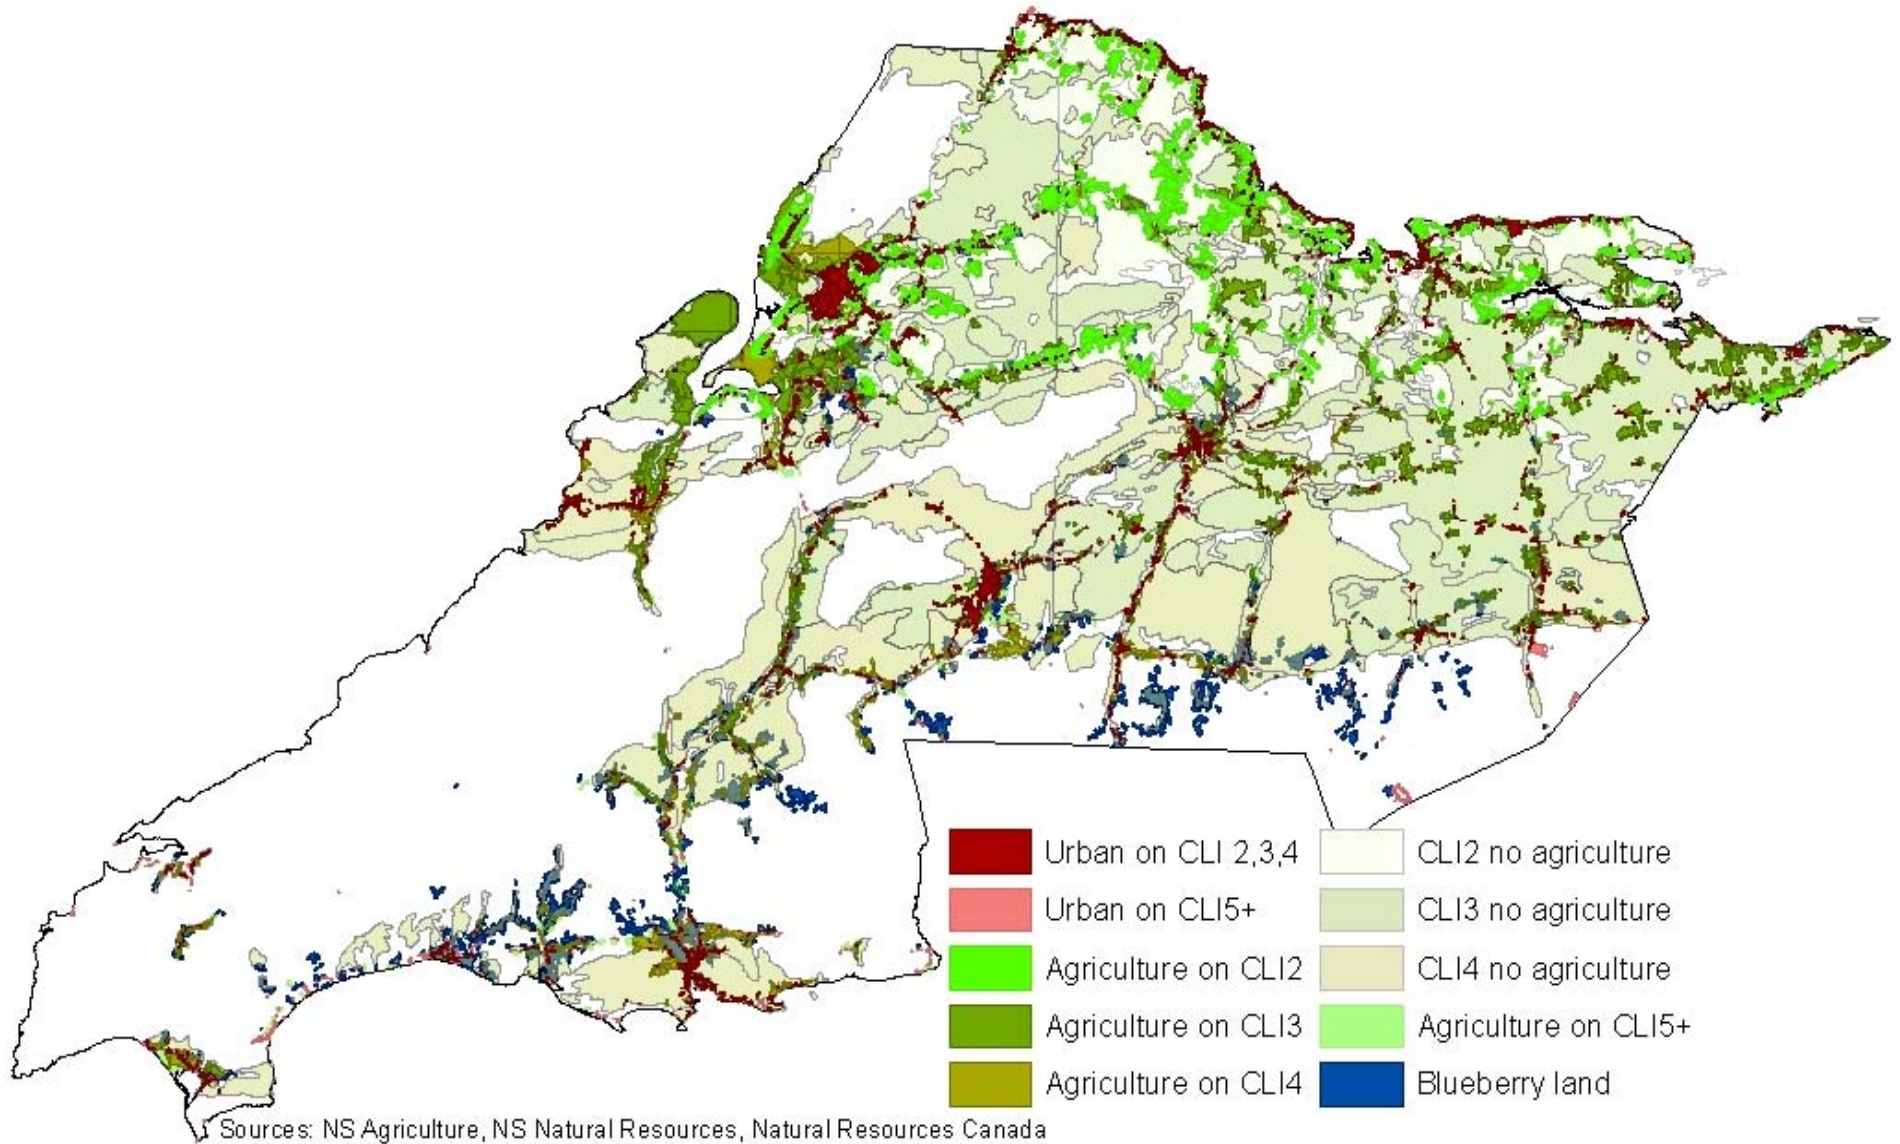 Urban on CLI 2,3,4
Urban on CLI5+
Agriculture on CLI2
Agriculture on CLI3
Agriculture on CLI4
CLI2 no agriculture
CLI3 no agriculture
CLI4 no agriculture
Agriculture on CLI5+
Blueberry land
Sources: NS Agriculture, NS Natural Resources, Natural Resources Canada